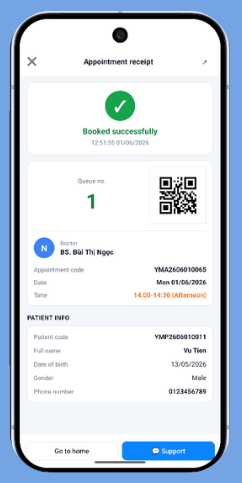 Appointment receipt
Booked successfully
12:51:55 01/06/2026
Queue no.
1
N
Doctor
BS. Bùi Thị Ngọc
Appointment code YMA2606010065
Date Mon 01/06/2026
Time 14:00-14:30 (Afternoon)
PATIENT INFO
Patient code YMP2606010011
Full name Vu Tien
Date of birth 13/05/2026
Gender Male
Phone number 0123456789
Go to home
💬 Support